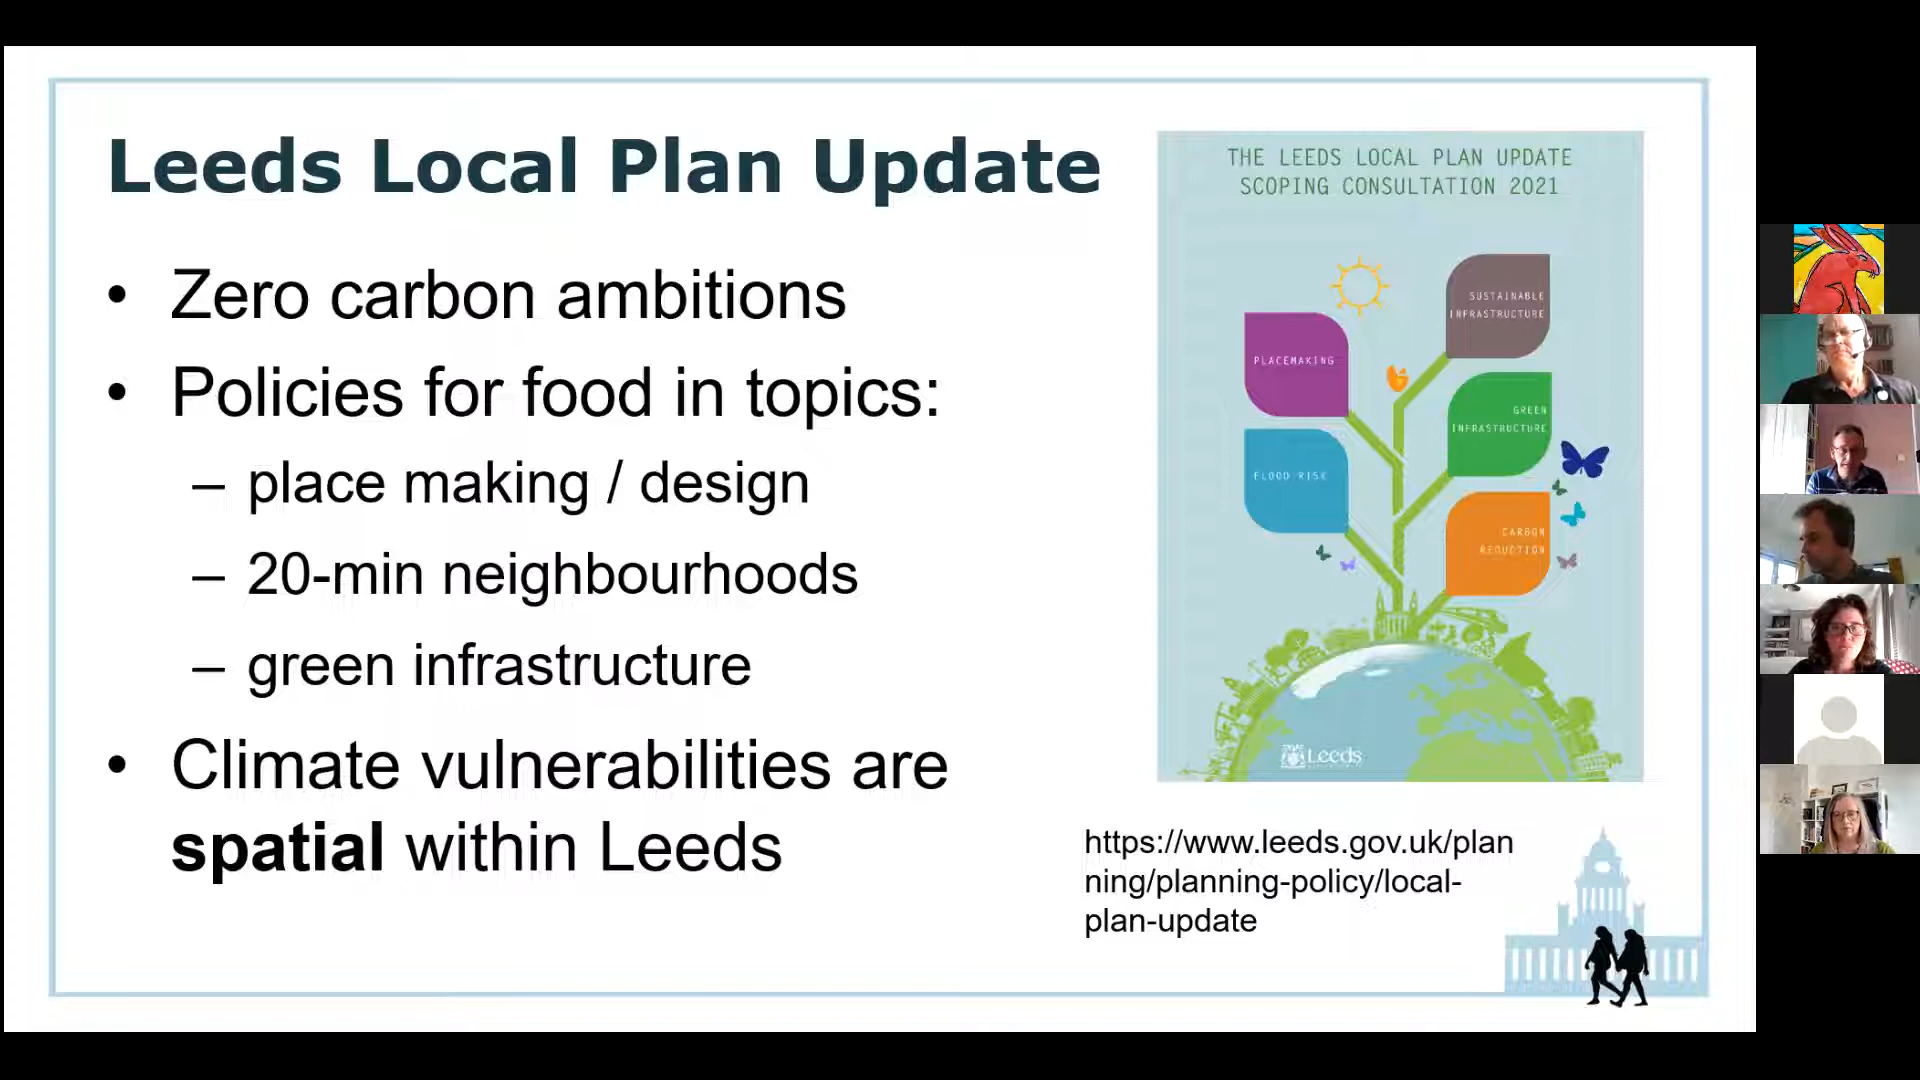 Leeds Local Plan Update
• Zero carbon ambitions
• Policies for food in topics:
– place making / design
– 20-min neighbourhoods
– green infrastructure
• Climate vulnerabilities are
spatial within Leeds
THE LEEDS LOCAL PLAN UPDATE
SCOPING CONSULTATION 2021
SUSTAINABLE
INFRASTRUCTURE
PLACEMAKING
GREEN
INFRASTRUCTURE
FLOOD RISK
CARBON
REDUCTION
Leeds
https://www.leeds.gov.uk/plan
ning/planning-policy/local-
plan-update